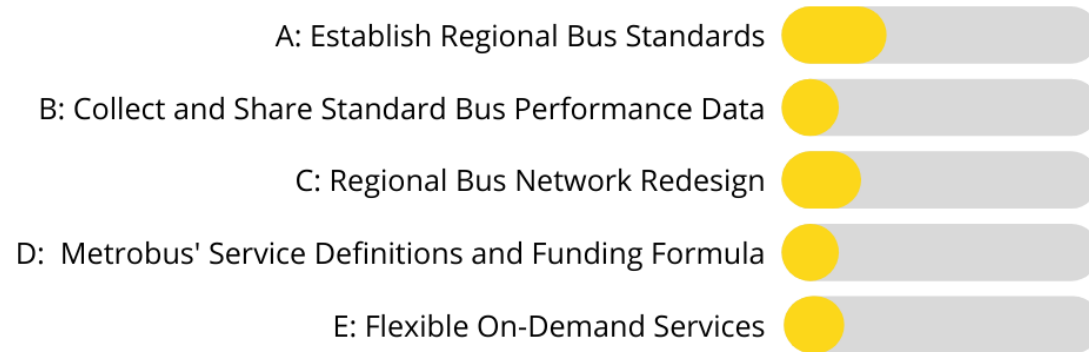 A: Establish Regional Bus Standards
B: Collect and Share Standard Bus Performance Data
C: Regional Bus Network Redesign
D:  Metrobus' Service Definitions and Funding Formula
E: Flexible On-Demand Services